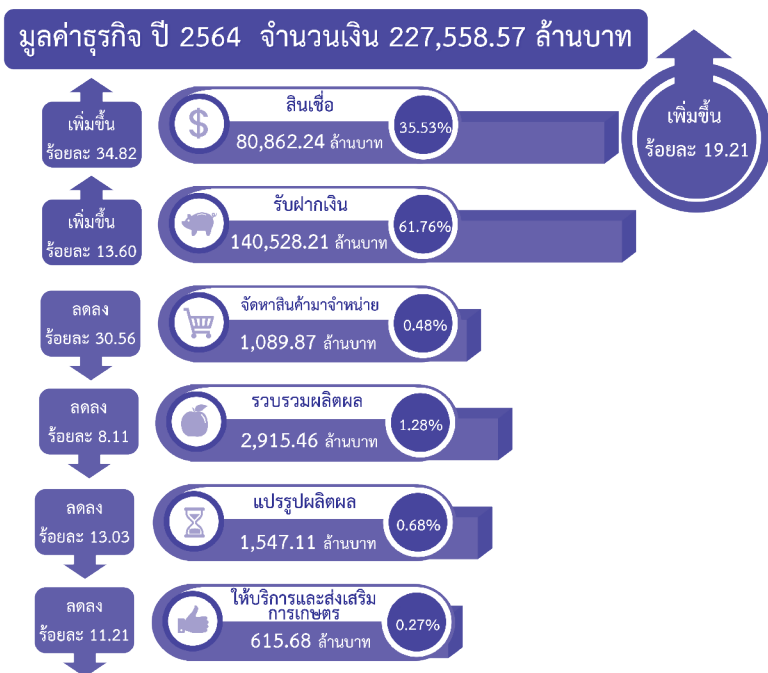 มูลค่าธุรกิจ ปี 2564 จำนวนเงิน 227,558.57 ล้านบาท
เพิ่มขึ้น
ร้อยละ 19.21
เพิ่มขึ้น
ร้อยละ 34.82
$
สินเชื่อ
80,862.24 ล้านบาท
35.53%
เพิ่มขึ้น
ร้อยละ 13.60
รับฝากเงิน
140,528.21 ล้านบาท
61.76%
ลดลง
ร้อยละ 30.56
จัดหาสินค้ามาจำหน่าย
1,089.87 ล้านบาท
0.48%
ลดลง
ร้อยละ 8.11
รวบรวมผลิตผล
2,915.46 ล้านบาท
1.28%
ลดลง
ร้อยละ 13.03
แปรรูปผลิตผล
1,547.11 ล้านบาท
0.68%
ลดลง
ร้อยละ 11.21
ให้บริการและส่งเสริม
การเกษตร
615.68 ล้านบาท
0.27%